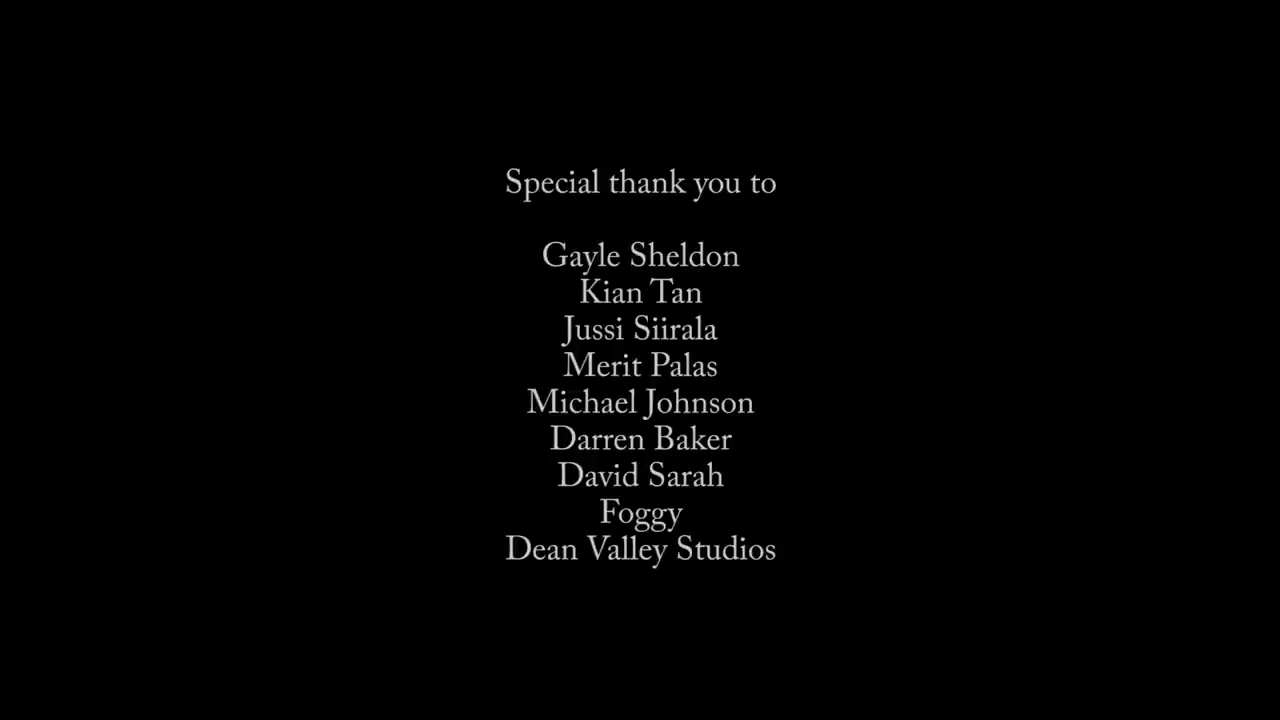 Special thank you to
Gayle Sheldon
Kian Tan
Jussi Siirala
Merit Palas
Michael Johnson
Darren Baker
David Sarah
Foggy
Dean Valley Studios